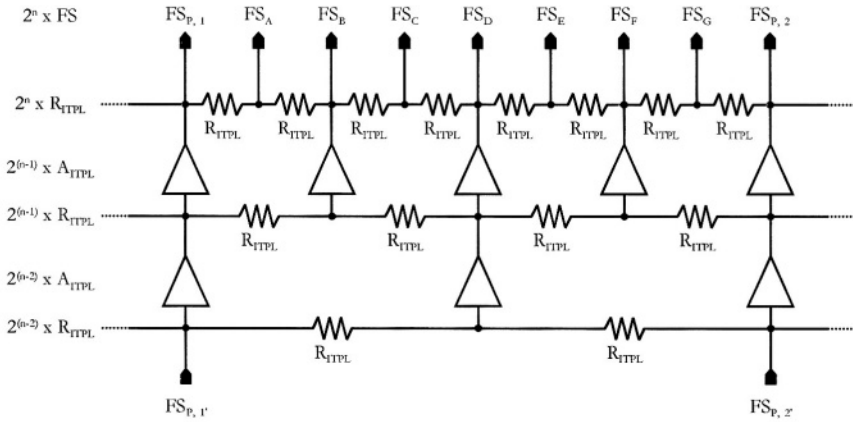 2ⁿ x FS FS_P, 1 FS_A FS_B FS_C FS_D FS_E FS_F FS_G FS_P, 2
2ⁿ x R_ITPL
R_ITPL R_ITPL R_ITPL R_ITPL R_ITPL R_ITPL R_ITPL R_ITPL
2⁽ⁿ⁻¹⁾ x A_ITPL
2⁽ⁿ⁻¹⁾ x R_ITPL
R_ITPL R_ITPL R_ITPL R_ITPL
2⁽ⁿ⁻²⁾ x A_ITPL
2⁽ⁿ⁻²⁾ x R_ITPL
R_ITPL R_ITPL
FS_P, 1' FS_P, 2'